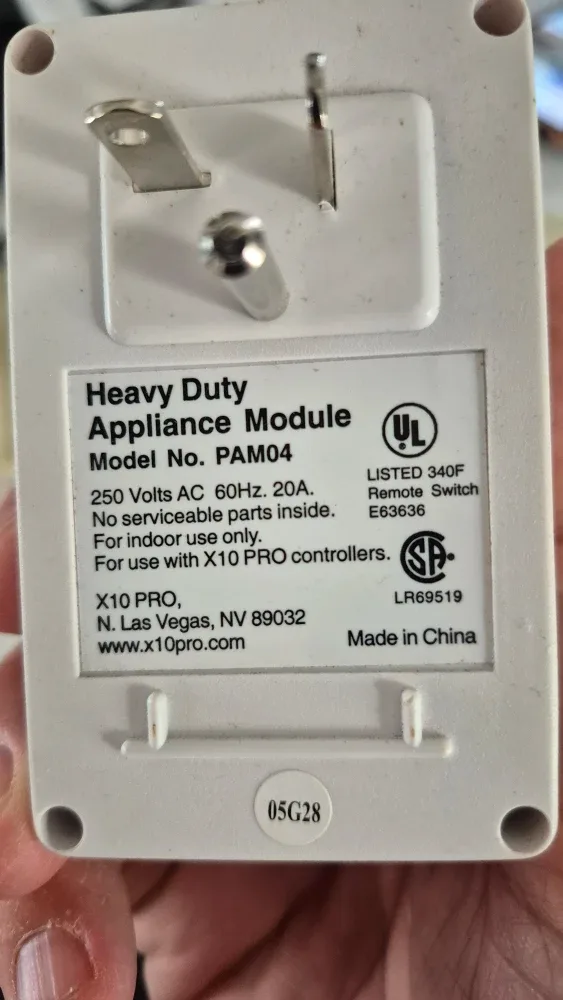 Heavy Duty
Appliance Module
Model No. PAM04
250 Volts AC 60Hz. 20A.
No serviceable parts inside.
For indoor use only.
For use with X10 PRO controllers.
X10 PRO,
N. Las Vegas, NV 89032
www.x10pro.com
UL
LISTED 340F
Remote Switch
E63636
SA
LR69519
Made in China
05G28